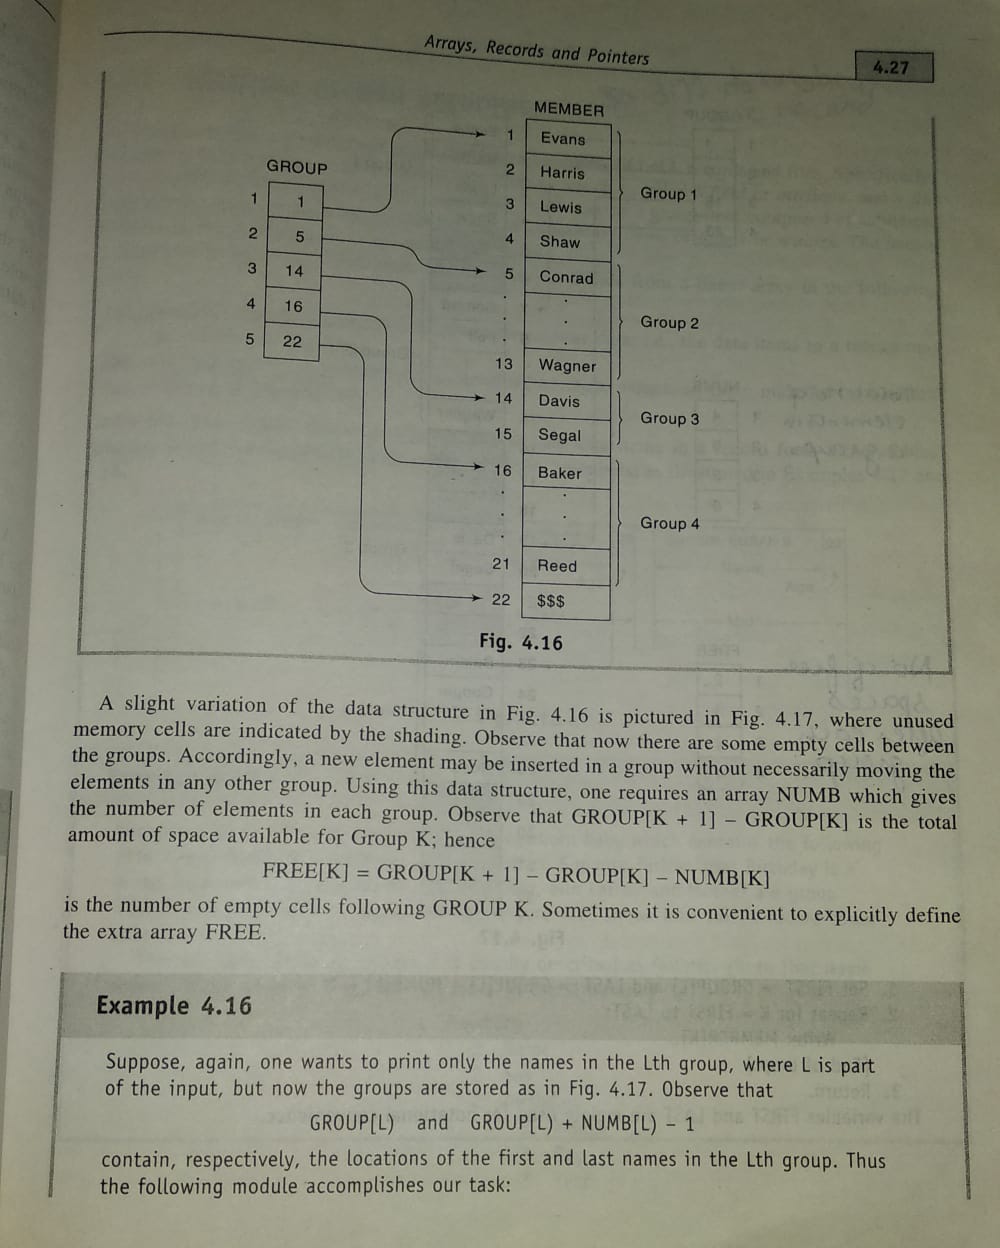 Arrays, Records and Pointers
4.27
MEMBER
GROUP
1 1
2 5
3 14
4 16
5 22
1 Evans
2 Harris
3 Lewis
4 Shaw
Group 1
5 Conrad
.
.
.
13 Wagner
Group 2
14 Davis
15 Segal
Group 3
16 Baker
.
.
.
21 Reed
Group 4
22 $$$
Fig. 4.16
A slight variation of the data structure in Fig. 4.16 is pictured in Fig. 4.17, where unused
memory cells are indicated by the shading. Observe that now there are some empty cells between
the groups. Accordingly, a new element may be inserted in a group without necessarily moving the
elements in any other group. Using this data structure, one requires an array NUMB which gives
the number of elements in each group. Observe that GROUP[K + 1] – GROUP[K] is the total
amount of space available for Group K; hence
FREE[K] = GROUP[K + 1] – GROUP[K] – NUMB[K]
is the number of empty cells following GROUP K. Sometimes it is convenient to explicitly define
the extra array FREE.
Example 4.16
Suppose, again, one wants to print only the names in the Lth group, where L is part
of the input, but now the groups are stored as in Fig. 4.17. Observe that
GROUP[L) and GROUP[L) + NUMB[L) – 1
contain, respectively, the locations of the first and last names in the Lth group. Thus
the following module accomplishes our task: